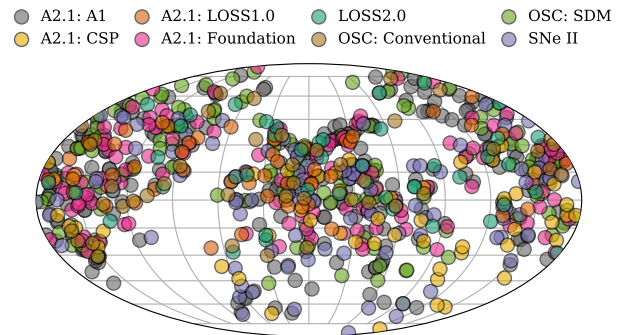 A2.1: A1 A2.1: LOSS1.0 LOSS2.0 OSC: SDM
A2.1: CSP A2.1: Foundation OSC: Conventional SNe II